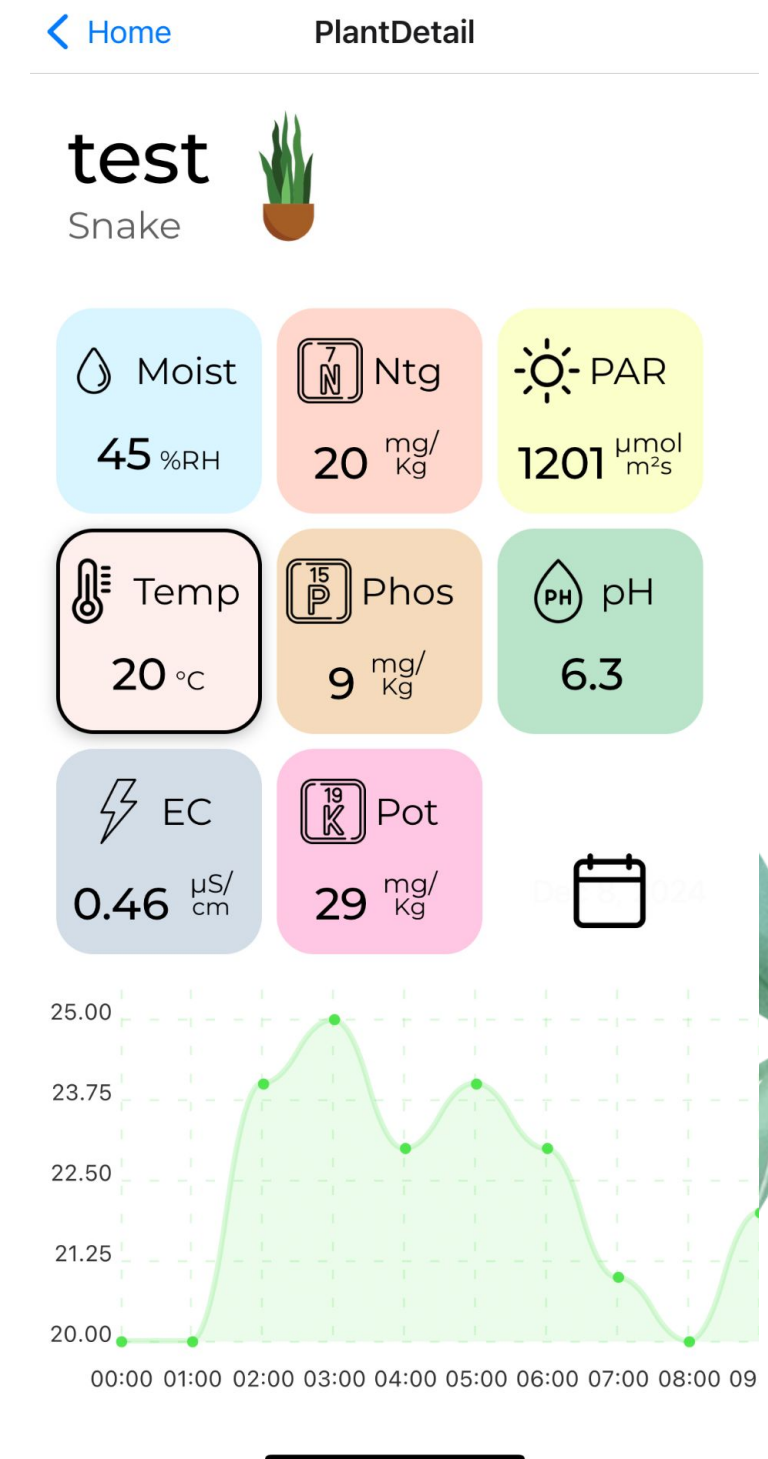 Home
PlantDetail
test
Snake
Moist
45 %RH
7
N
Ntg
20 mg/
Kg
PAR
1201 µmol
m²s
Temp
20 °C
15
P
Phos
9 mg/
Kg
PH
pH
6.3
EC
0.46 µS/
cm
19
K
Pot
29 mg/
Kg
2024
25.00
23.75
22.50
21.25
20.00
00:00 01:00 02:00 03:00 04:00 05:00 06:00 07:00 08:00 09